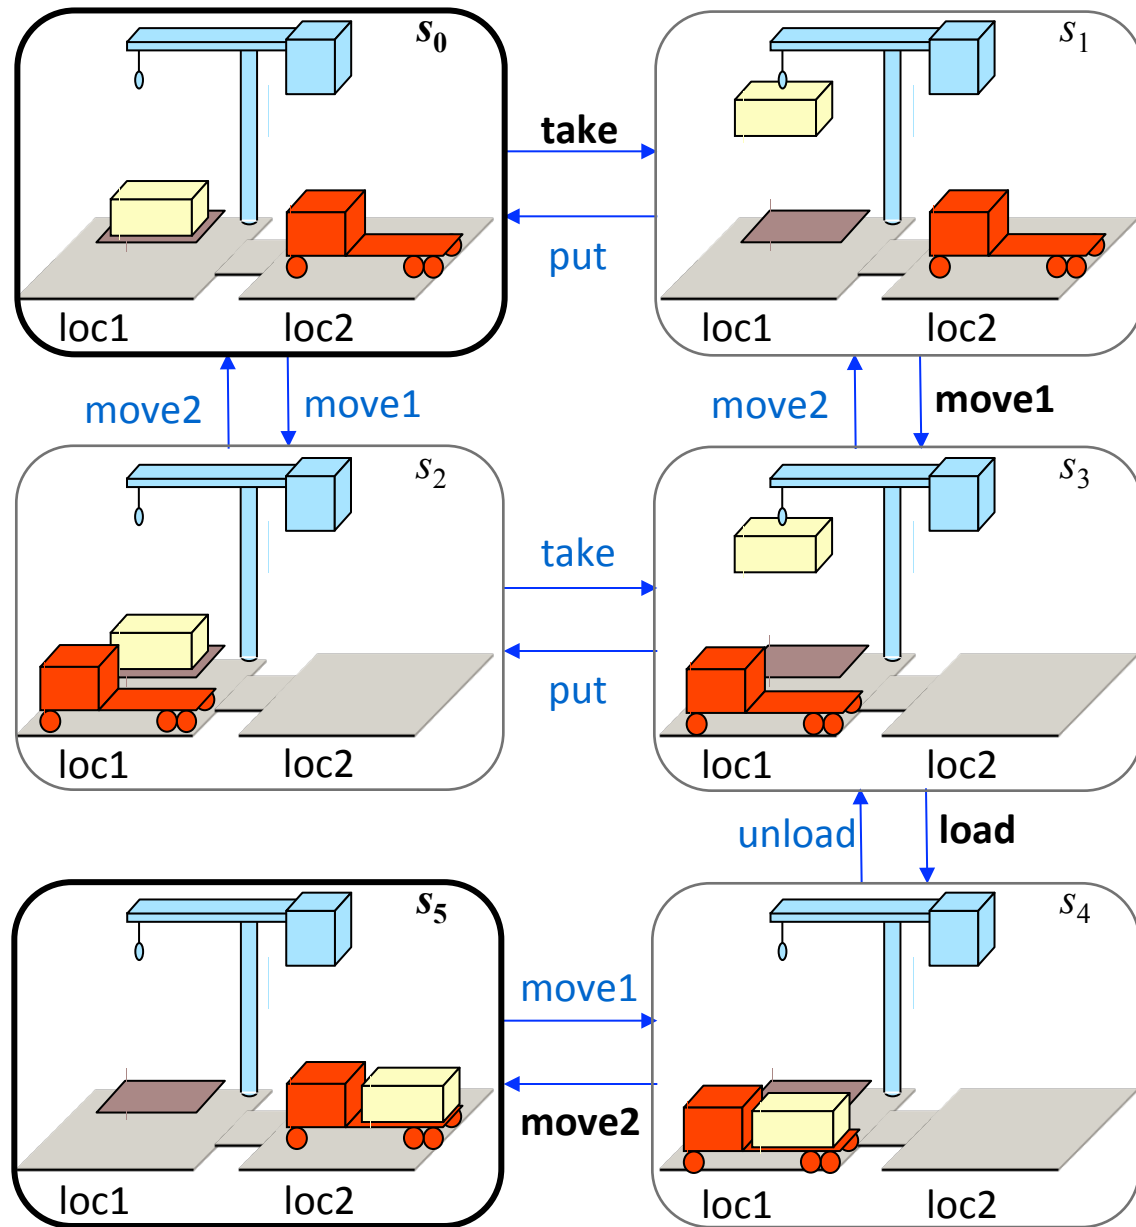 s0
s1
take
put
loc1 loc2
loc1 loc2
move2 move1
move2 move1
s2
s3
take
put
loc1 loc2
loc1 loc2
unload load
s5
s4
move1
move2
loc1 loc2
loc1 loc2